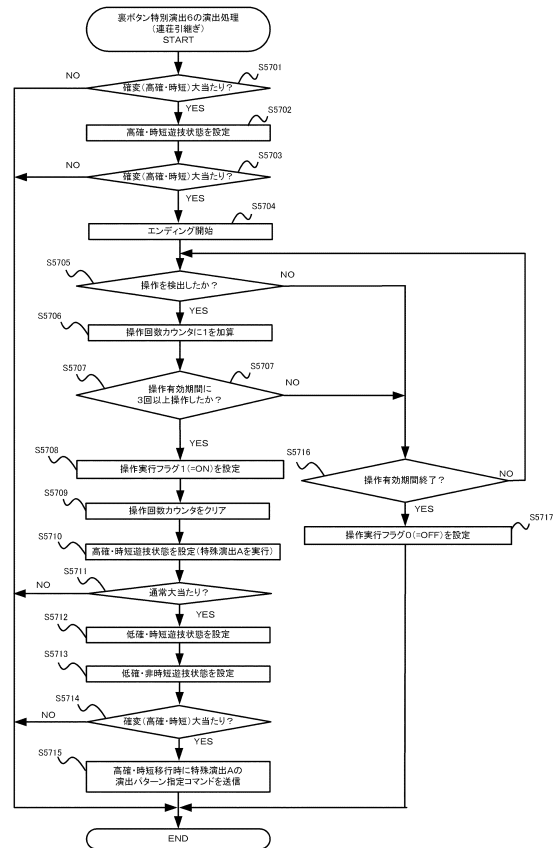 裏ボタン特別演出6の演出処理
(連荘引継ぎ)
START
S5701
NO
確変(高確・時短)大当たり?
YES
S5702
高確・時短遊技状態を設定
S5703
NO
確変(高確・時短)大当たり?
YES
S5704
エンディング開始
S5705
操作を検出したか?
NO
YES
S5706
操作回数カウンタに1を加算
S5707
S5707
操作有効期間に
3回以上操作したか?
NO
YES
S5708
操作実行フラグ1(=ON)を設定
S5716
操作有効期間終了?
NO
YES
S5709
操作回数カウンタをクリア
S5717
操作実行フラグ0(=OFF)を設定
S5710
高確・時短遊技状態を設定(特殊演出Aを実行)
S5711
NO
通常大当たり?
YES
S5712
低確・時短遊技状態を設定
S5713
低確・非時短遊技状態を設定
S5714
NO
確変(高確・時短)大当たり?
YES
S5715
高確・時短移行時に特殊演出Aの
演出パターン指定コマンドを送信
END